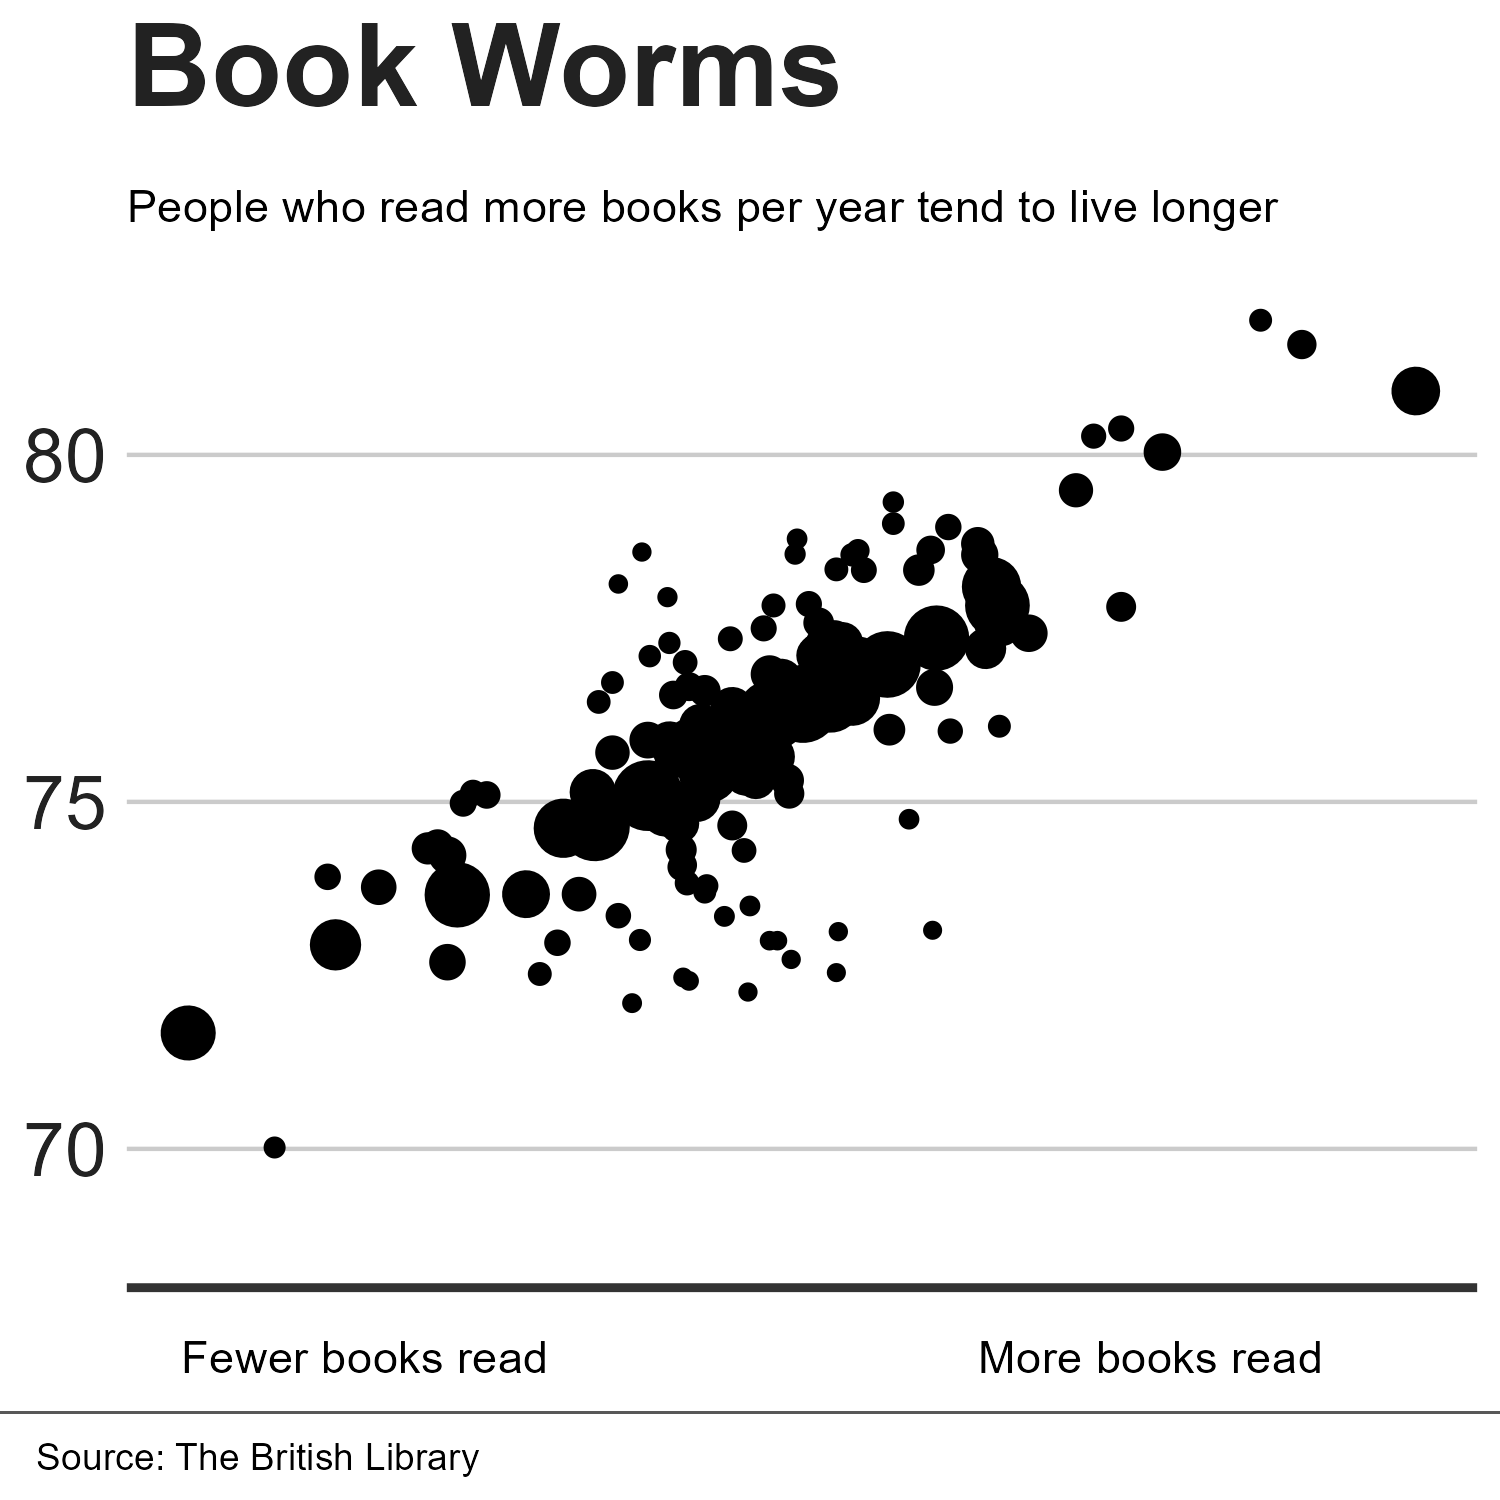 Book Worms
People who read more books per year tend to live longer
80
75
70
Fewer books read
More books read
Source: The British Library